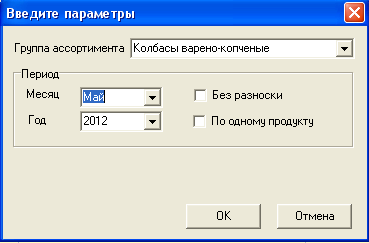 Введите параметры
Группа ассортимента Колбасы варено-копченые
Период
Месяц Май Без разноски
Год 2012 По одному продукту
OK Отмена